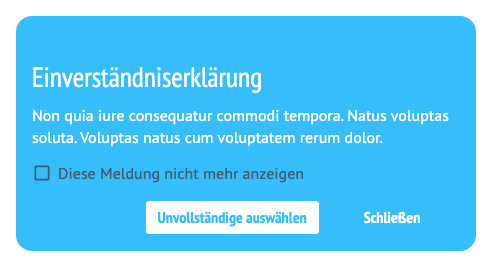 Einverständniserklärung
Non quia iure consequatur commodi tempora. Natus voluptas
soluta. Voluptas natus cum voluptatem rerum dolor.
Diese Meldung nicht mehr anzeigen
Unvollständige auswählen
Schließen